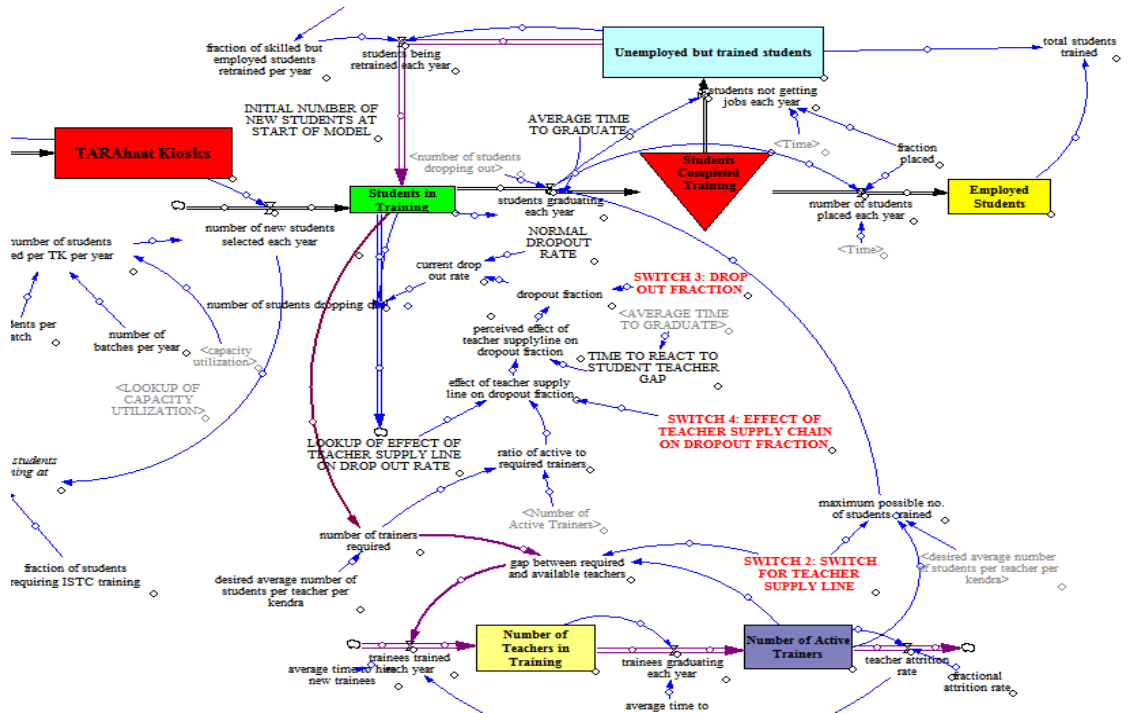 fraction of skilled but
employed students
retrained per year
students being
retrained each year
Unemployed but trained students
total students
trained
INITIAL NUMBER OF
NEW STUDENTS AT
START OF MODEL
AVERAGE TIME
TO GRADUATE
students not getting
jobs each year
<Time>
fraction
placed
TARAhaat Kiosks
<number of students
dropping out>
Students
Completed
Training
Students in
Training
students graduating
each year
number of students
placed each year
Employed
Students
<Time>
number of new students
selected each year
number of students
ed per TK per year
NORMAL
DROPOUT
RATE
current drop
out rate
SWITCH 3: DROP
OUT FRACTION
dropout fraction
number of students dropping
<AVERAGE TIME
TO GRADUATE>
perceived effect of
teacher supplyline on
dropout fraction
TIME TO REACT TO
STUDENT TEACHER
GAP
dents per
atch
number of
batches per year
<capacity
utilization>
<LOOKUP OF
CAPACITY
UTILIZATION>
effect of teacher supply
line on dropout fraction
SWITCH 4: EFFECT OF
TEACHER SUPPLY CHAIN
ON DROPOUT FRACTION
LOOKUP OF EFFECT OF
TEACHER SUPPLY LINE
ON DROP OUT RATE
ratio of active to
required trainers
students
ning at
<Number of
Active Trainers>
maximum possible no.
of students trained
number of trainers
required
<desired average number
of students per teacher per
kendra>
fraction of students
requiring ISTC training
desired average number of
students per teacher per
kendra
gap between required
and available teachers
SWITCH 2: SWITCH
FOR TEACHER
SUPPLY LINE
Number of
Teachers in
Training
Number of Active
Trainers
trainees trained
each year
average time to hire
new trainees
trainees graduating
each year
teacher attrition
rate
fractional
attrition rate
average time to